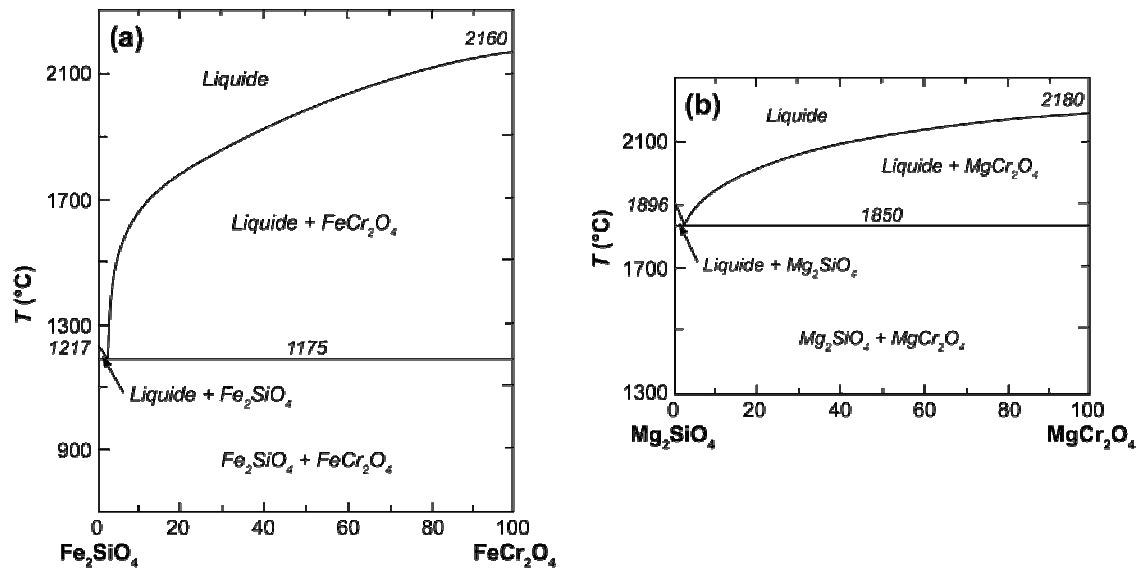 (a)
2160
2100
Liquide
1700
Liquide + FeCr2O4
T (°C)
1300
1217
1175
Liquide + Fe2SiO4
900
Fe2SiO4 + FeCr2O4
0 20 40 60 80 100
Fe2SiO4 FeCr2O4
(b)
2180
Liquide
2100
Liquide + MgCr2O4
1896
1850
T (°C)
1700
Liquide + Mg2SiO4
Mg2SiO4 + MgCr2O4
1300
0 20 40 60 80 100
Mg2SiO4 MgCr2O4